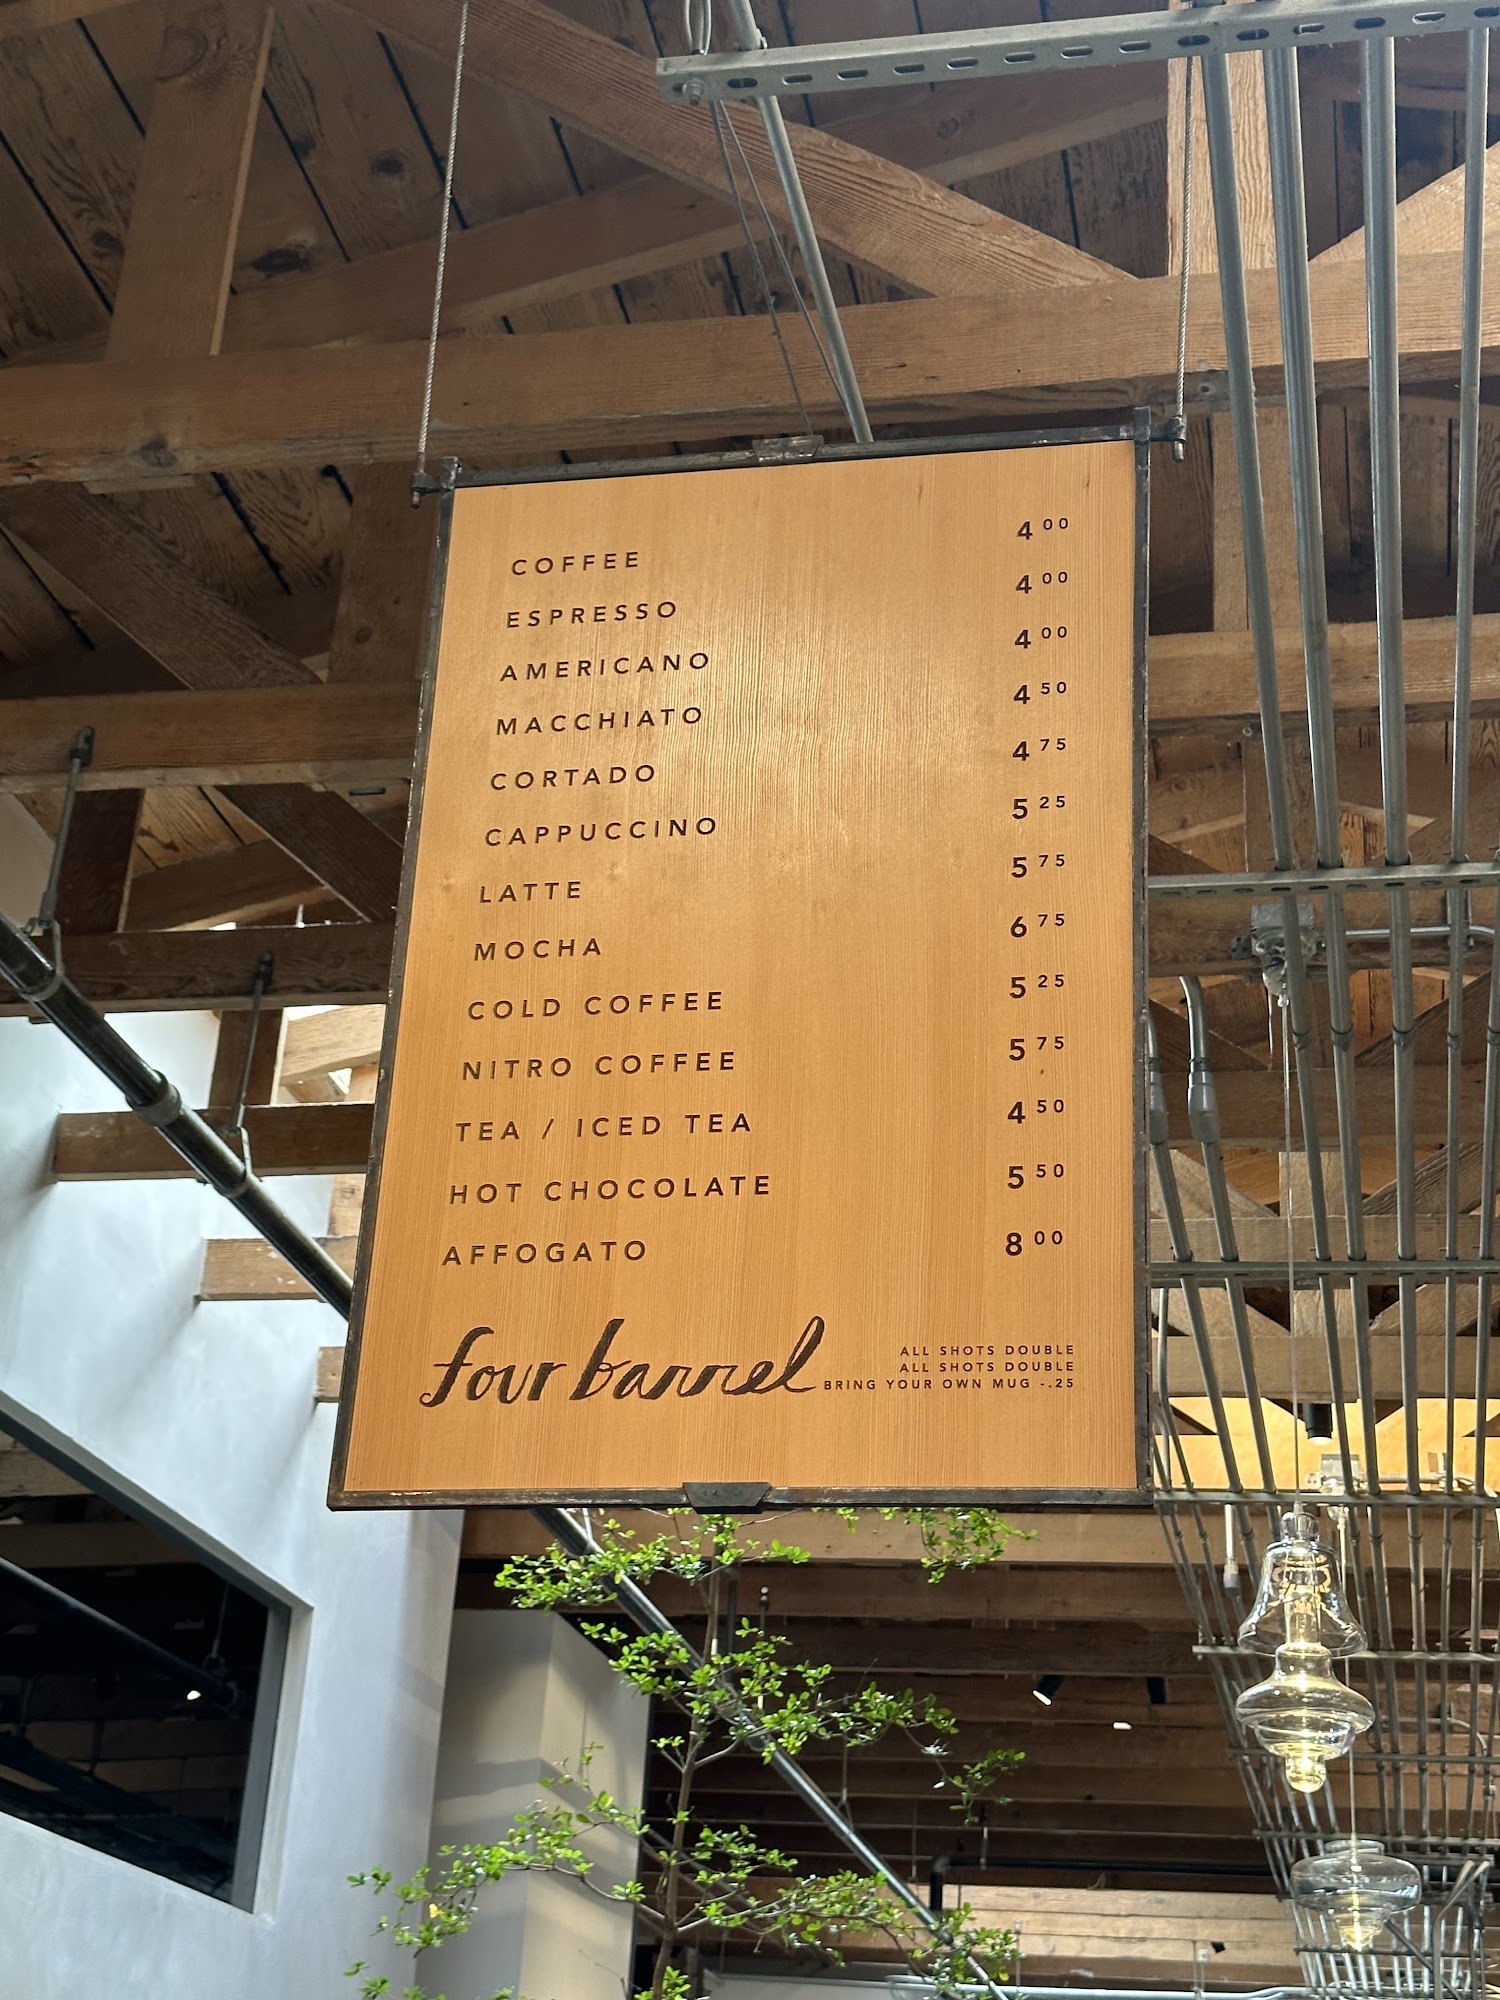 COFFEE 4 00
ESPRESSO 4 00
AMERICANO 4 00
MACCHIATO 4 50
CORTADO 4 75
CAPPUCCINO 5 25
LATTE 5 75
MOCHA 6 75
COLD COFFEE 5 25
NITRO COFFEE 5 75
TEA / ICED TEA 4 50
HOT CHOCOLATE 5 50
AFFOGATO 8 00
four barrel
ALL SHOTS DOUBLE
ALL SHOTS DOUBLE
BRING YOUR OWN MUG -.25